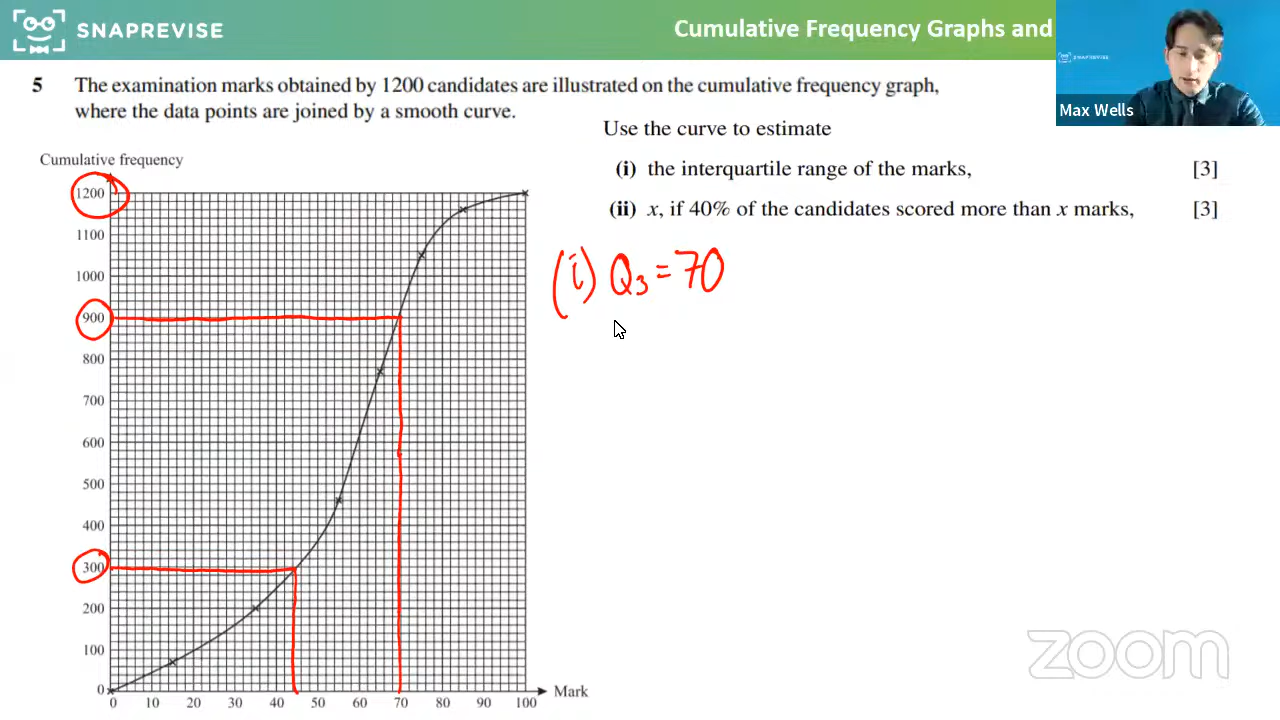 SNAPREVISE
Cumulative Frequency Graphs and
SNAPREVISE
Max Wells
5 The examination marks obtained by 1200 candidates are illustrated on the cumulative frequency graph,
where the data points are joined by a smooth curve.
Use the curve to estimate
(i) the interquartile range of the marks, [3]
(ii) x, if 40% of the candidates scored more than x marks, [3]
Cumulative frequency
1200
1100
1000
900
800
700
600
500
400
300
200
100
0
0 10 20 30 40 50 60 70 80 90 100
Mark
(i) Q3 = 70
zoom